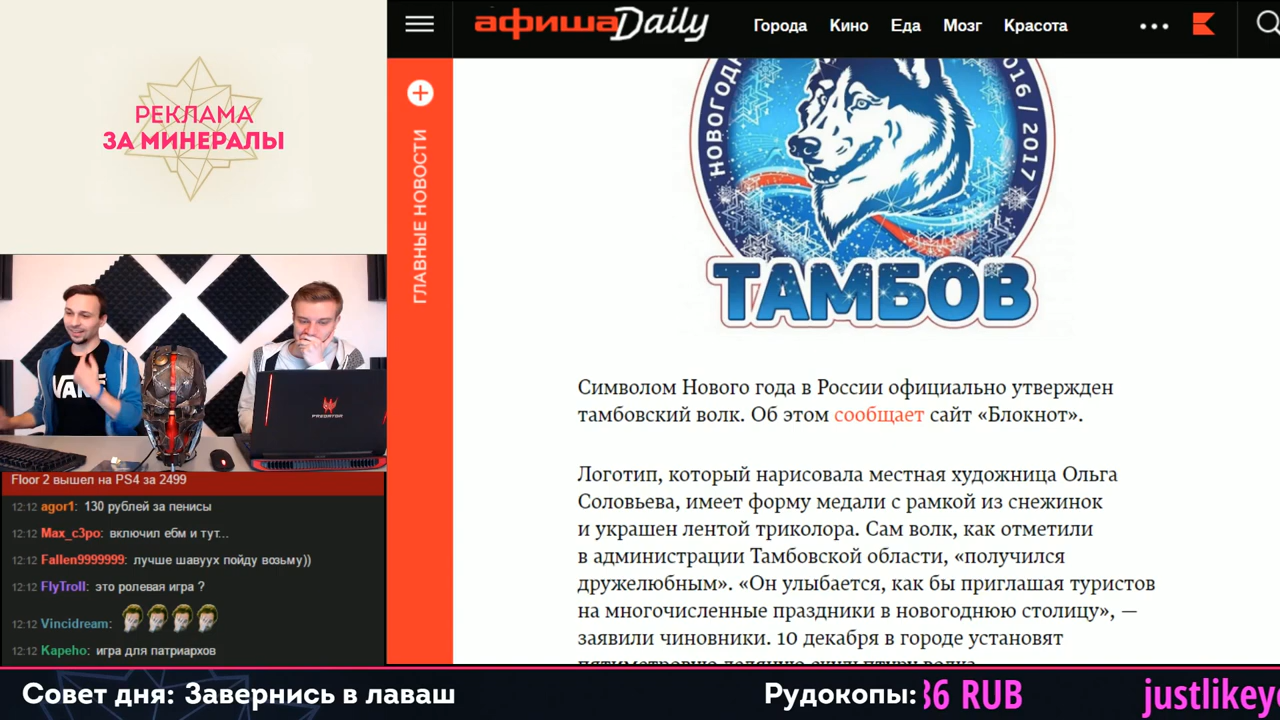 РЕКЛАМА
ЗА МИНЕРАЛЫ
афишаDaily
Города Кино Еда Мозг Красота
ГЛАВНЫЕ НОВОСТИ
2016 / 2017
ТАМБОВ
Символом Нового года в России официально утвержден
тамбовский волк. Об этом сообщает сайт «Блокнот».
Логотип, который нарисовала местная художница Ольга
Соловьева, имеет форму медали с рамкой из снежинок
и украшен лентой триколора. Сам волк, как отметили
в администрации Тамбовской области, «получился
дружелюбным». «Он улыбается, как бы приглашая туристов
на многочисленные праздники в новогоднюю столицу», —
заявили чиновники. 10 декабря в городе установят
VANS
PREDATOR
Floor 2 вышел на PS4 за 2499
12:12 agor1: 130 рублей за пенисы
12:12 Max_c3po: включил ебм и тут...
12:12 Fallen9999999: лучше шавуху пойду возьму))
12:12 FlyTroll: это ролевая игра ?
12:12 Vincidream:
12:12 Kapeho: игра для патриархов
Совет дня: Завернись в лаваш
Рудокопы: 36 RUB justlikeyo